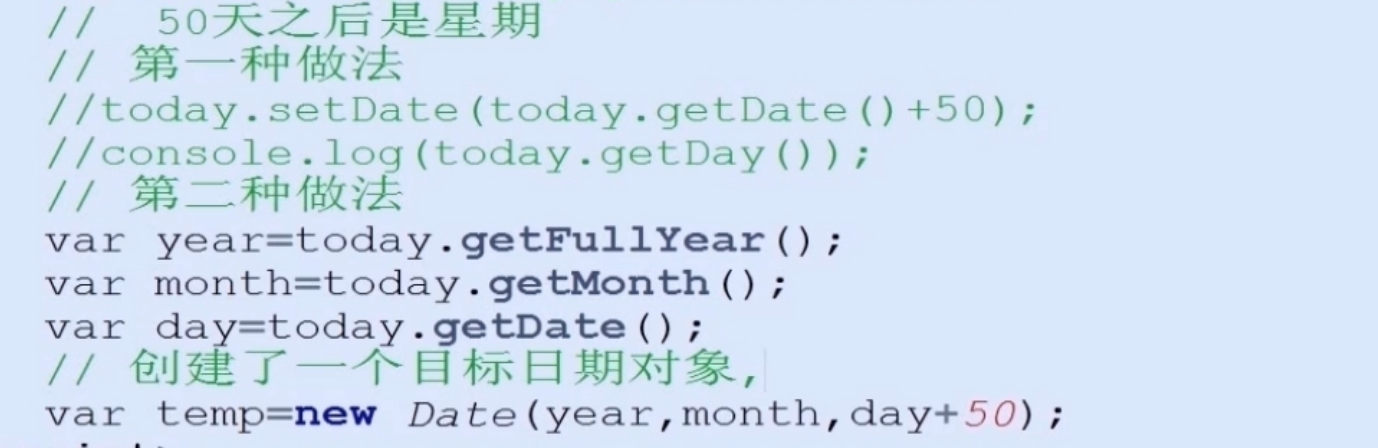 // 50天之后是星期
// 第一种做法
//today.setDate(today.getDate()+50);
//console.log(today.getDay());
// 第二种做法
var year=today.getFullYear();
var month=today.getMonth();
var day=today.getDate();
// 创建了一个目标日期对象,
var temp=new Date(year,month,day+50);